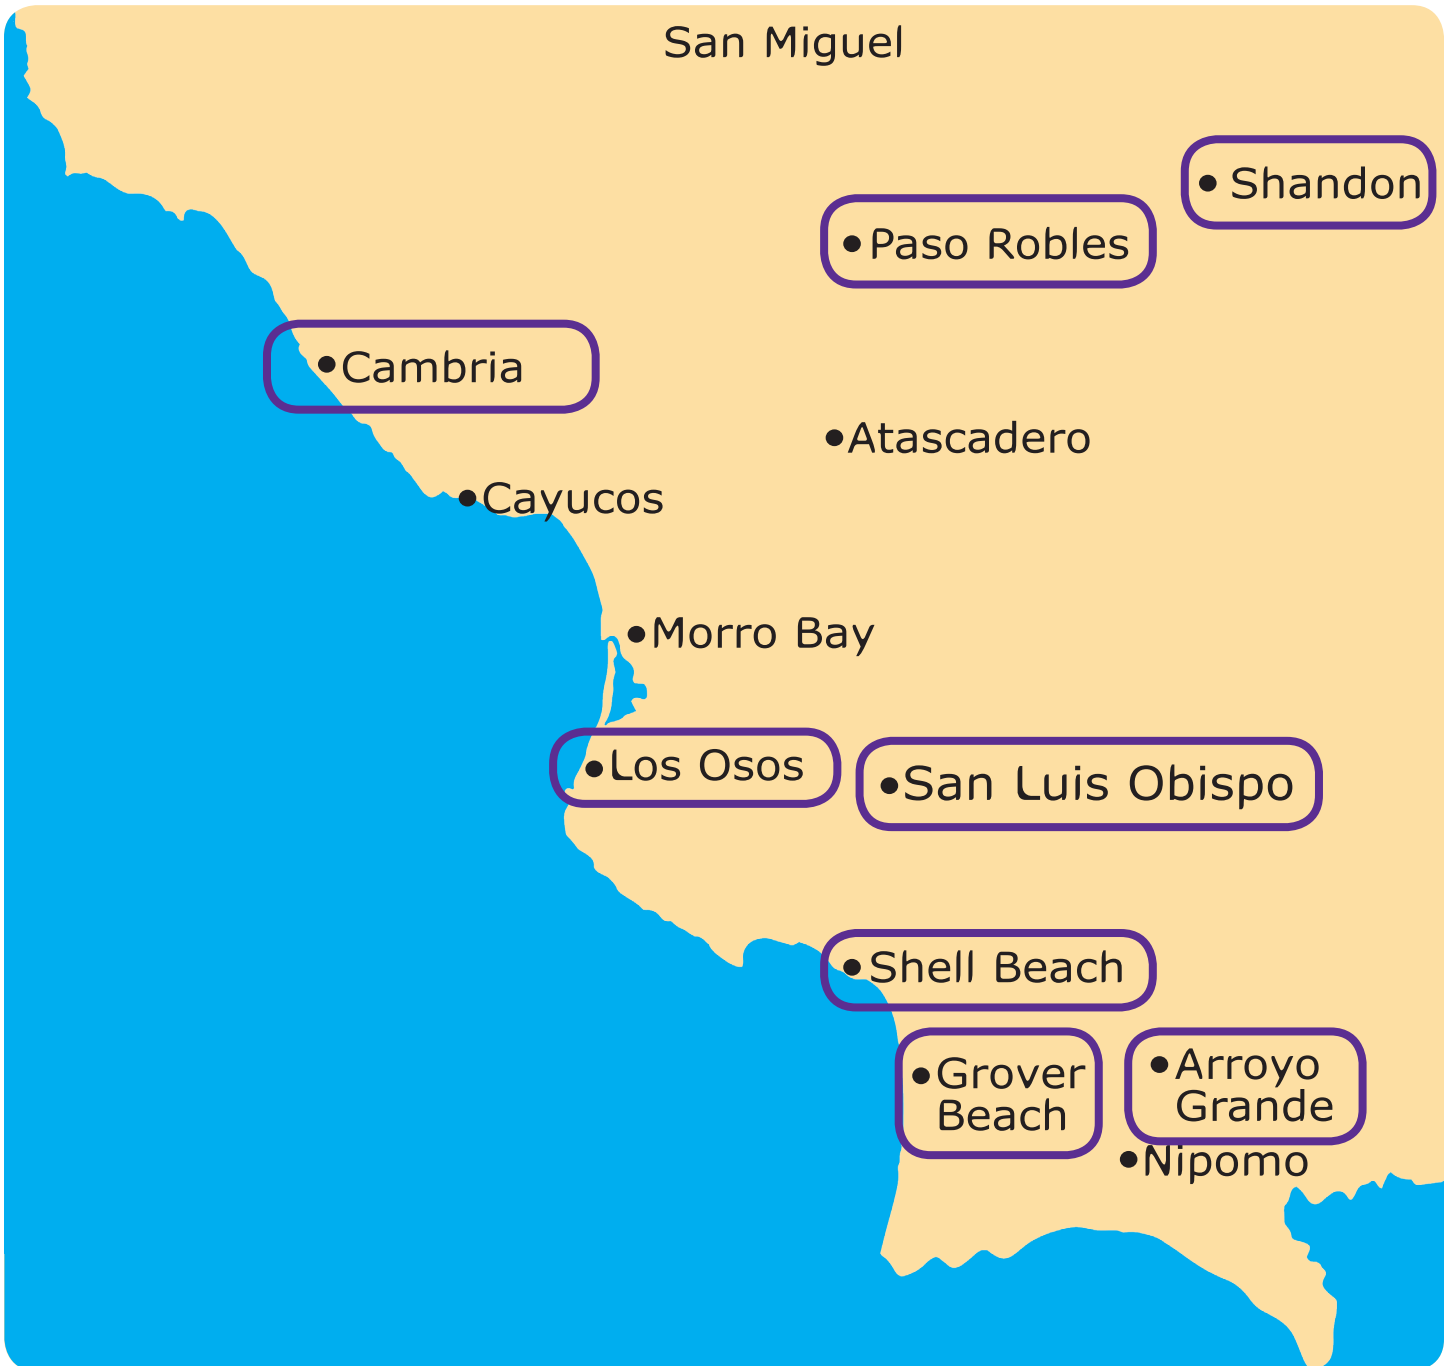 San Miguel
Shandon
Paso Robles
Cambria
Atascadero
Cayucos
Morro Bay
Los Osos
San Luis Obispo
Shell Beach
Grover
Beach
Arroyo
Grande
Nipomo